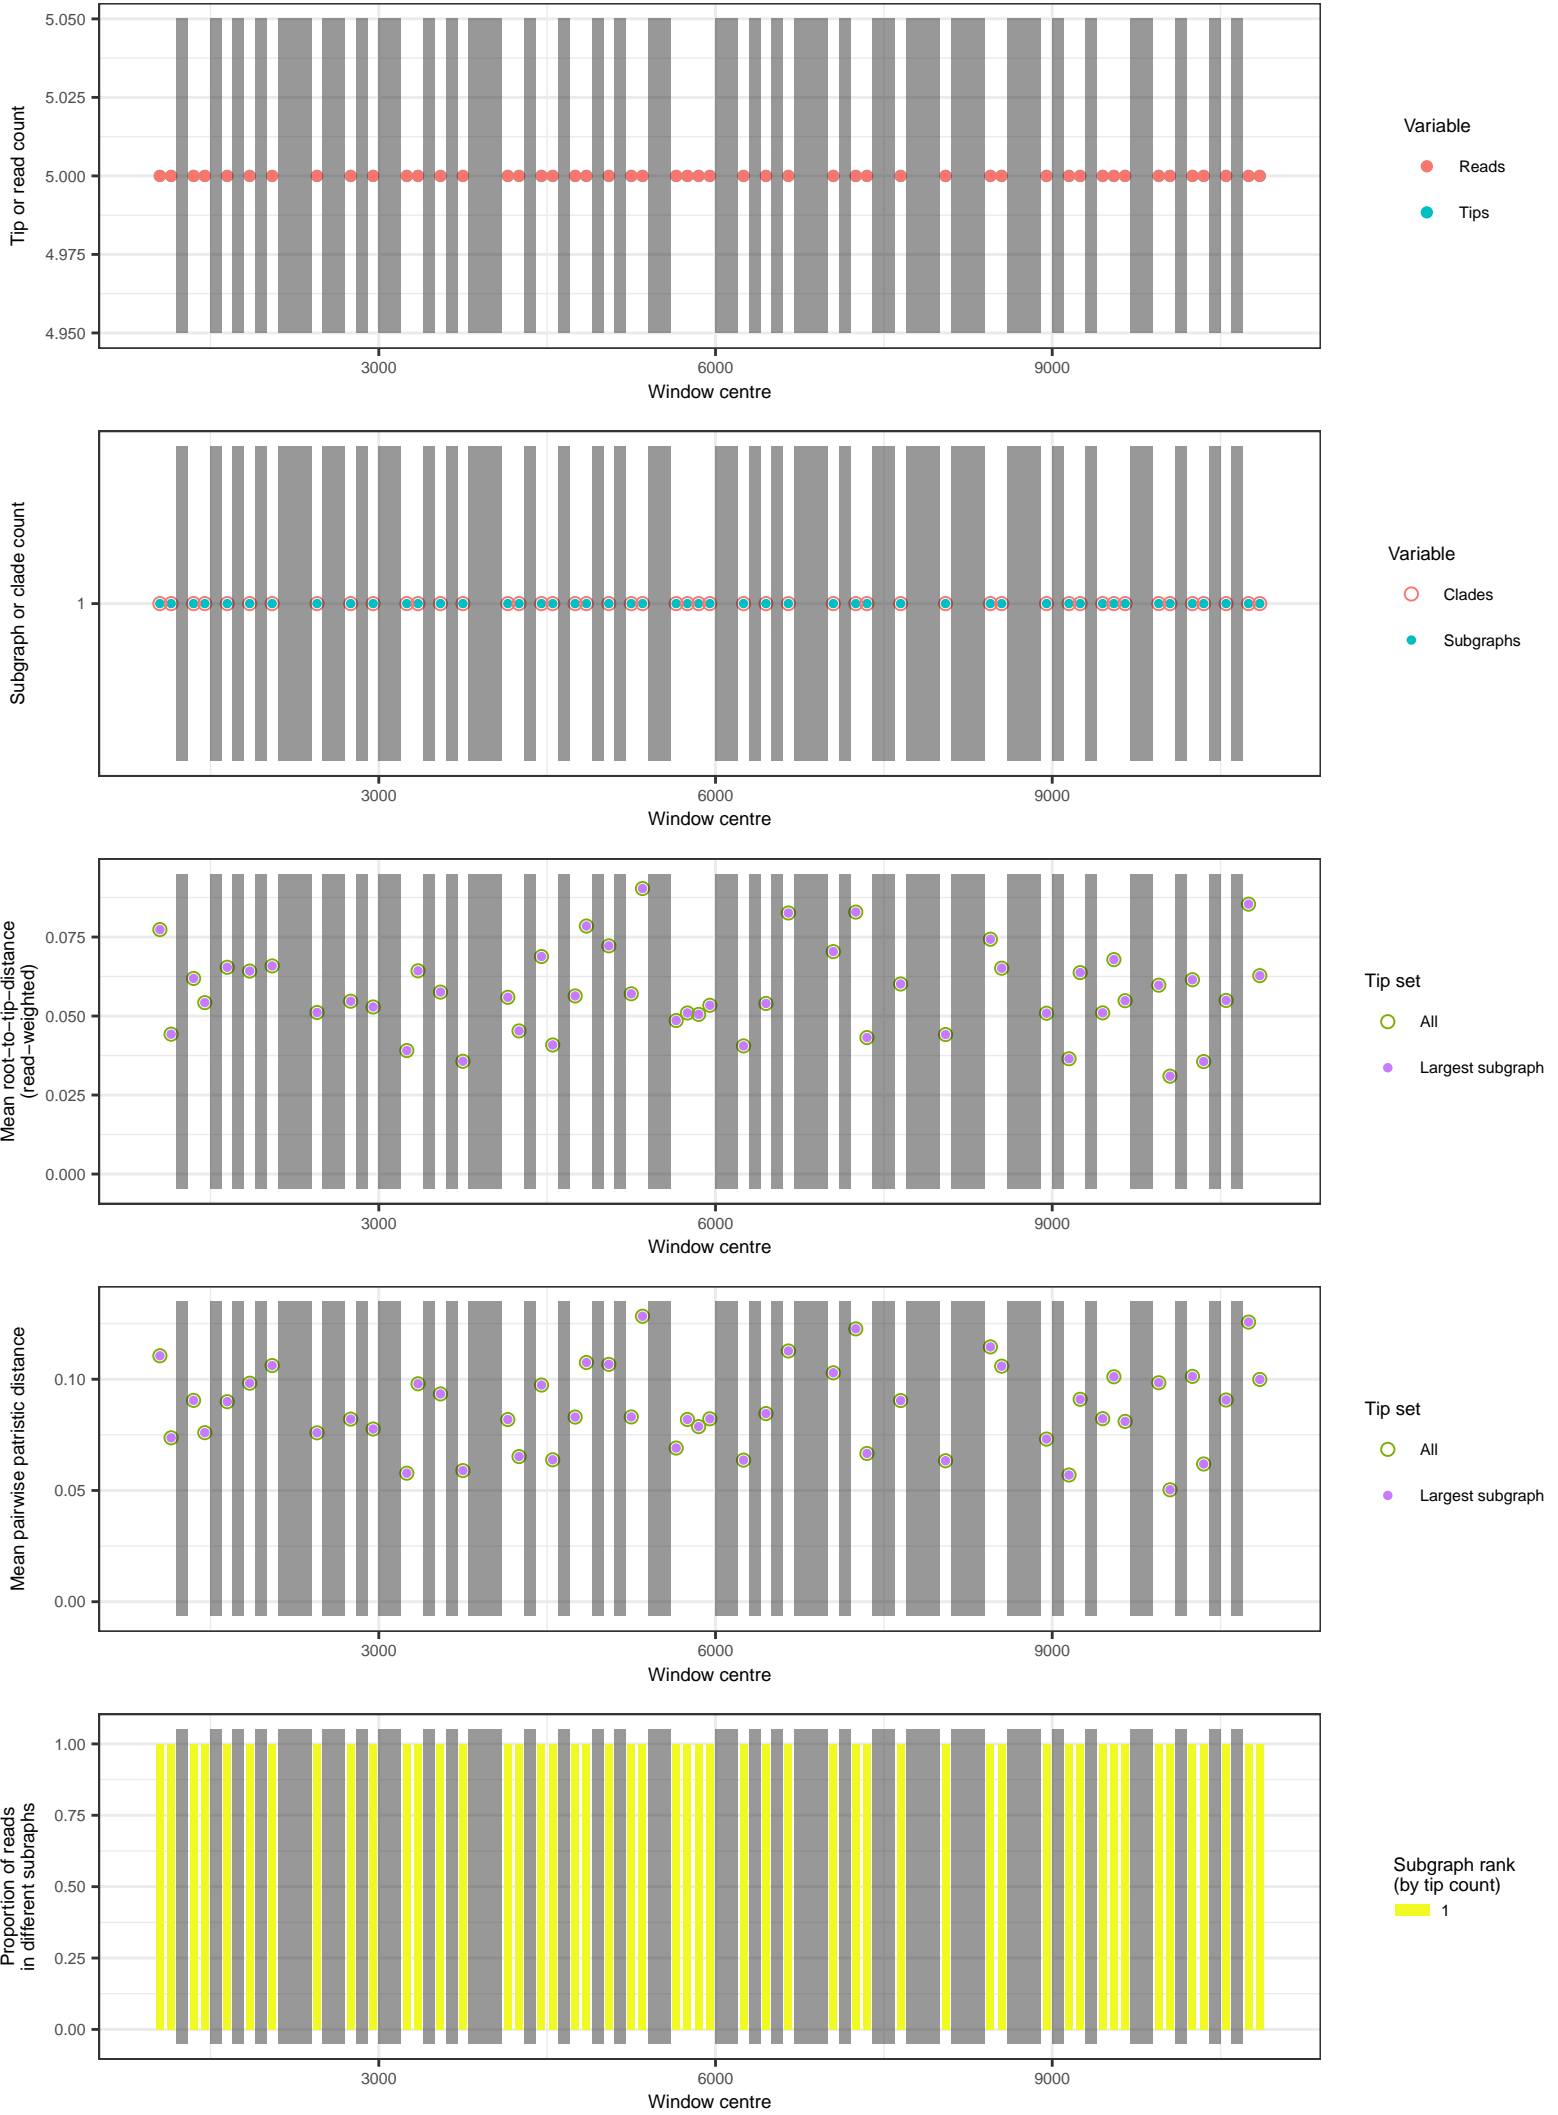 5.050
5.025
5.000
4.975
4.950
Tip or read count
3000 6000 9000
Window centre
Variable
Reads
Tips
1
Subgraph or clade count
3000 6000 9000
Window centre
Variable
Clades
Subgraphs
0.075
0.050
0.025
0.000
Mean root−to−tip−distance
(read−weighted)
3000 6000 9000
Window centre
Tip set
All
Largest subgraph
0.10
0.05
0.00
Mean pairwise patristic distance
3000 6000 9000
Window centre
Tip set
All
Largest subgraph
1.00
0.75
0.50
0.25
0.00
Proportion of reads
in different subraphs
3000 6000 9000
Window centre
Subgraph rank
(by tip count)
1